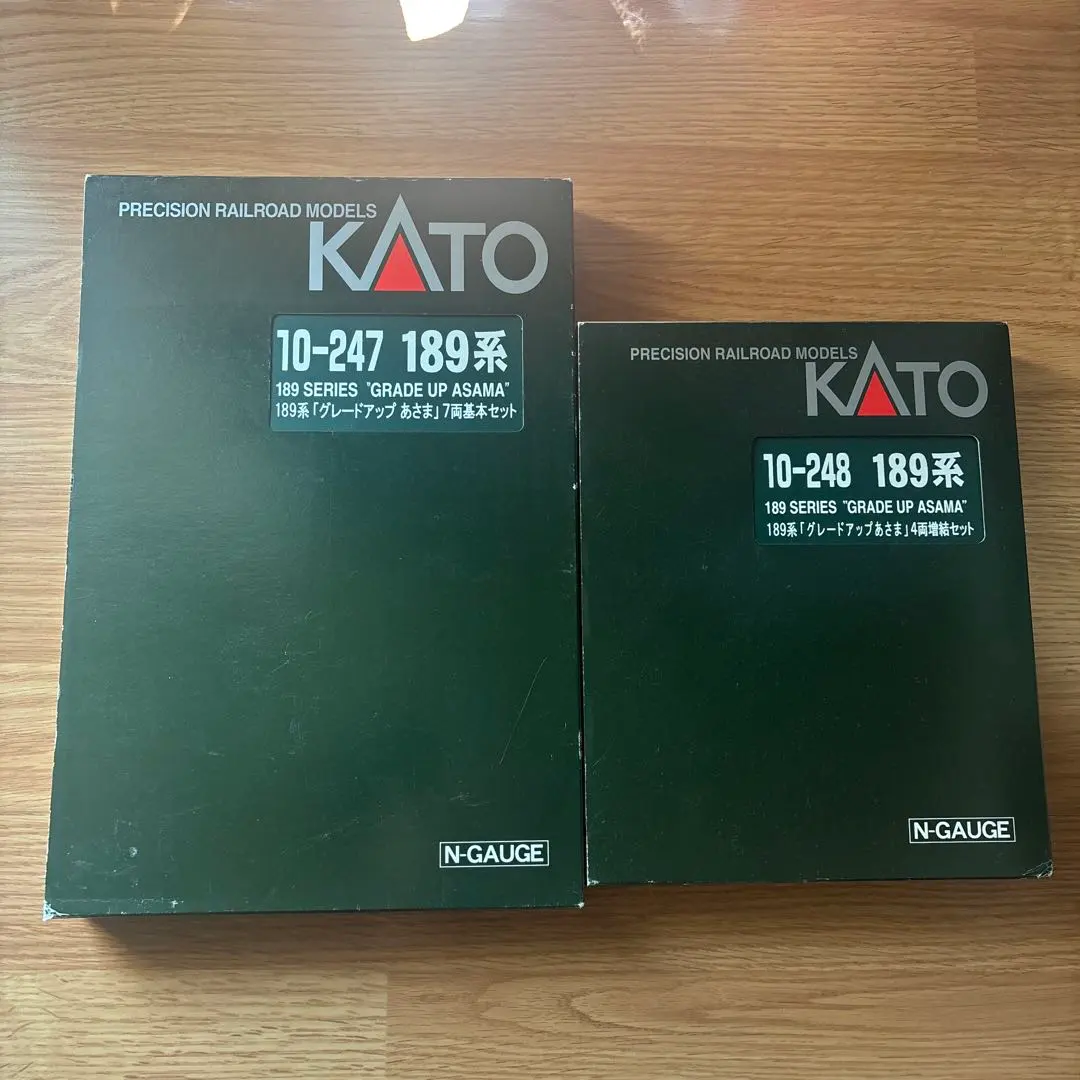 PRECISION RAILROAD MODELS
KATO
10-247 189系
189 SERIES "GRADE UP ASAMA"
189系「グレードアップ あさま」7両基本セット
N-GAUGE
PRECISION RAILROAD MODELS
KATO
10-248 189系
189 SERIES "GRADE UP ASAMA"
189系「グレードアップあさま」4両増結セット
N-GAUGE